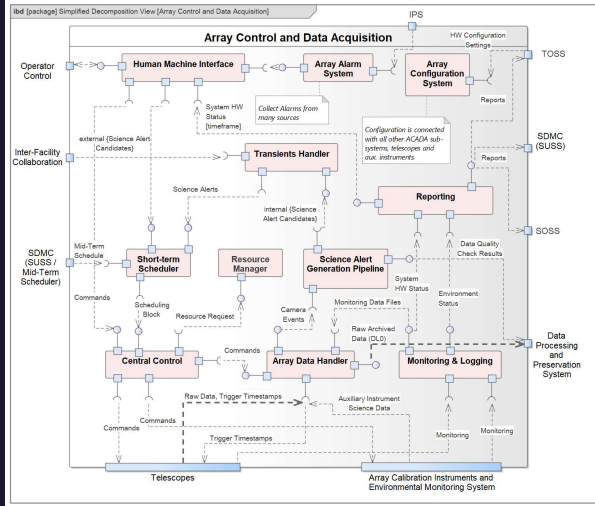 ibd [package] Simplified Decomposition View [Array Control and Data Acquisition]
IPS
Array Control and Data Acquisition
HW Configuration
Settings
TOSS
Operator
Control
Human Machine Interface
Array Alarm
System
Array
Configuration
System
System HW
Status
[timeframe]
Collect Alarms from
many sources
Reports
external {Science Alert
Candidates}
Configuration is connected
with all other ACADA sub-
systems, telescopes and
aux. instruments.
SDMC
(SUSS)
Inter-Facility
Collaboration
Transients Handler
Reports
Science Alerts
internal {Science
Alert Candidates}
Reporting
SOSS
Mid-Term
Schedule
SDMC
(SUSS /
Mid-Term
Scheduler)
Short-term
Scheduler
Resource
Manager
Science Alert
Generation Pipeline
Data Quality
Check Results
System
HW Status
Environment
Status
Commands
Scheduling
Block
Resource Request
Camera
Events
Monitoring Data Files
Raw Archived
Data (DL0)
Data
Processing
and
Preservation
System
Commands
Central Control
Array Data Handler
Monitoring & Logging
Raw Data, Trigger Timestamps
Auxiliary Instrument
Science Data
Commands
Commands
Trigger Timestamps
Monitoring
Monitoring
Telescopes
Array Calibration Instruments and
Environmental Monitoring System